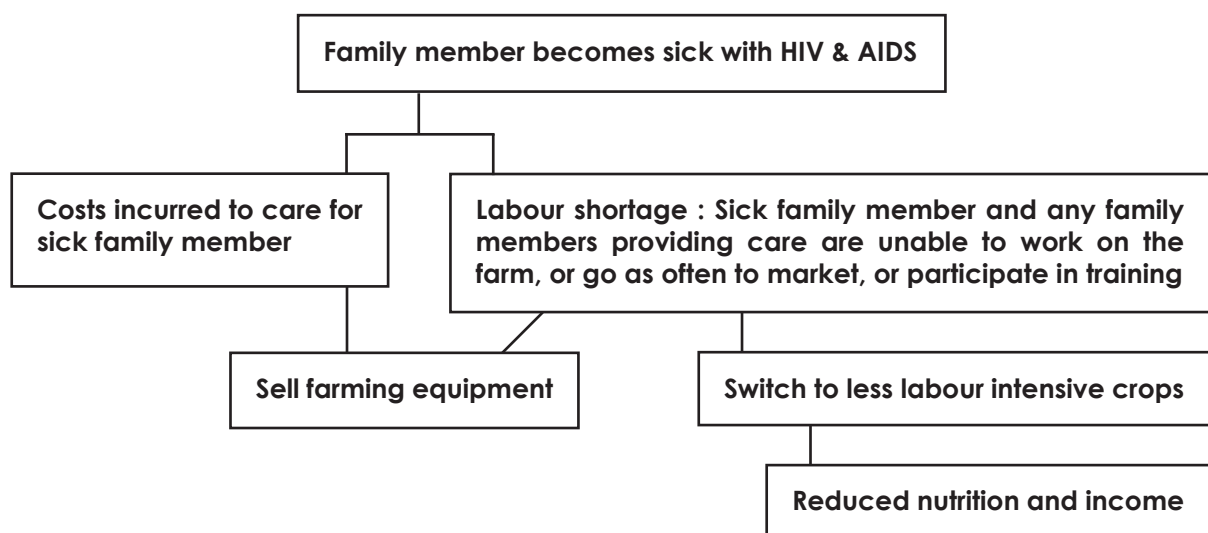 Family member becomes sick with HIV & AIDS
Costs incurred to care for
sick family member
Labour shortage : Sick family member and any family
members providing care are unable to work on the
farm, or go as often to market, or participate in training
Sell farming equipment
Switch to less labour intensive crops
Reduced nutrition and income